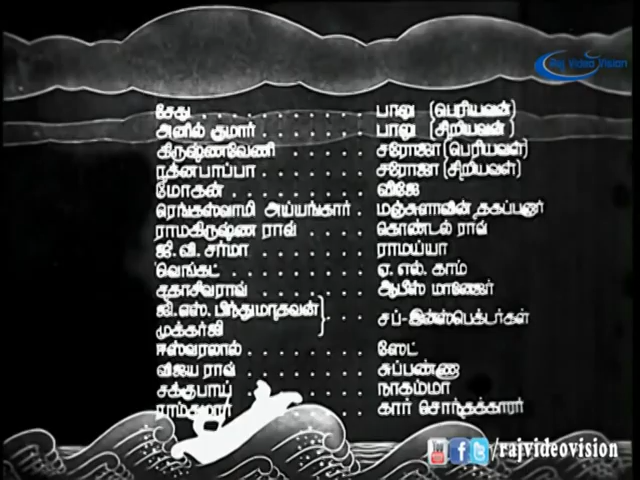 Raj Video Vision
சேது . . . . . . . . . . . . பாலு (பெரியவன்)
அனில் குமார் . . . . . . . பாலு (சிறியவன்)
கிருஷ்ணவேணி . . . . . . சரோஜா (பெரியவள்)
ரத்னபாப்பா . . . . . . . சரோஜா (சிறியவள்)
மோகன் . . . . . . . . . விஜே
ரெங்கஸ்வாமி அய்யங்கார் . மஞ்சுளாவின் தகப்பனார்
ராமகிருஷ்ண ராவ் . . . . கொண்டல் ராவ்
ஜி. வி. சர்மா . . . . . . . ராமய்யா
வெங்கட் . . . . . . . . . ஏ. எல். காம்
சதாசிவராவ் . . . . . . . ஆபீஸ் மானேஜர்
ஜி. எஸ். பிந்துமாதவன்
முக்கர்ஜி } . . . சப்-இன்ஸ்பெக்டர்கள்
ஈஸ்வரலால் . . . . . . . ஸேட்
விஜய ராவ் . . . . . . . சுப்பண்ணா
சக்குபாய் . . . . . . . நாகம்மா
ராம்குமார் . . . . . . . கார் சொந்தக்காரர்
/rajvideovision